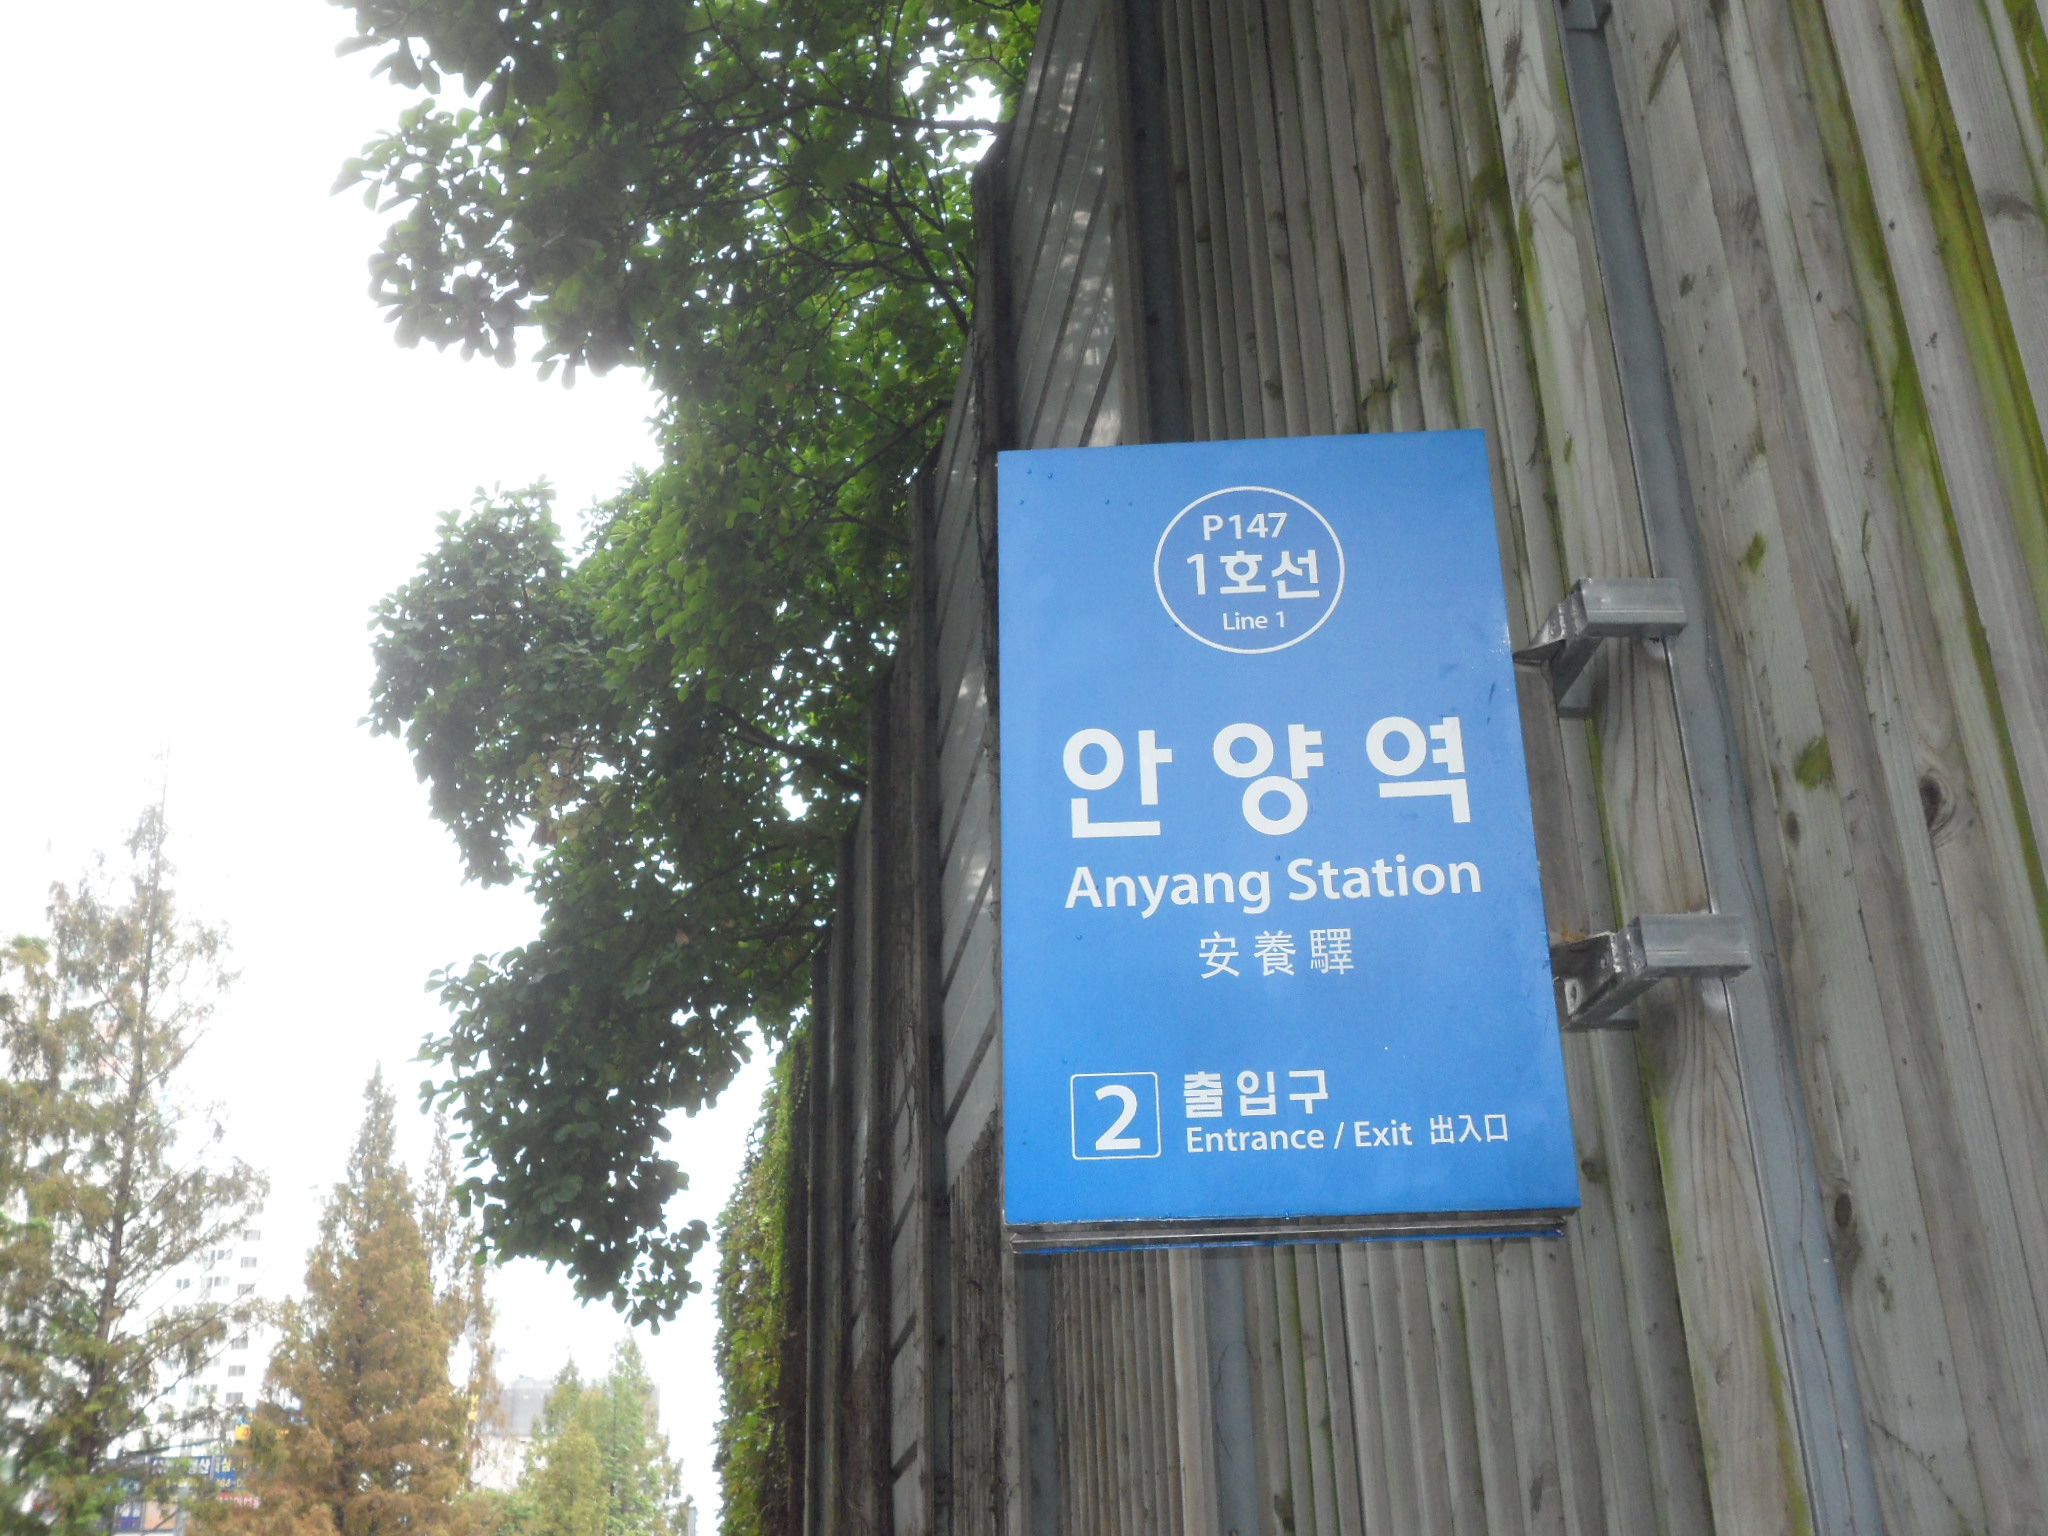 P147
1호선
Line 1
안양역
Anyang Station
安養驛
2 출입구
Entrance / Exit 出入口